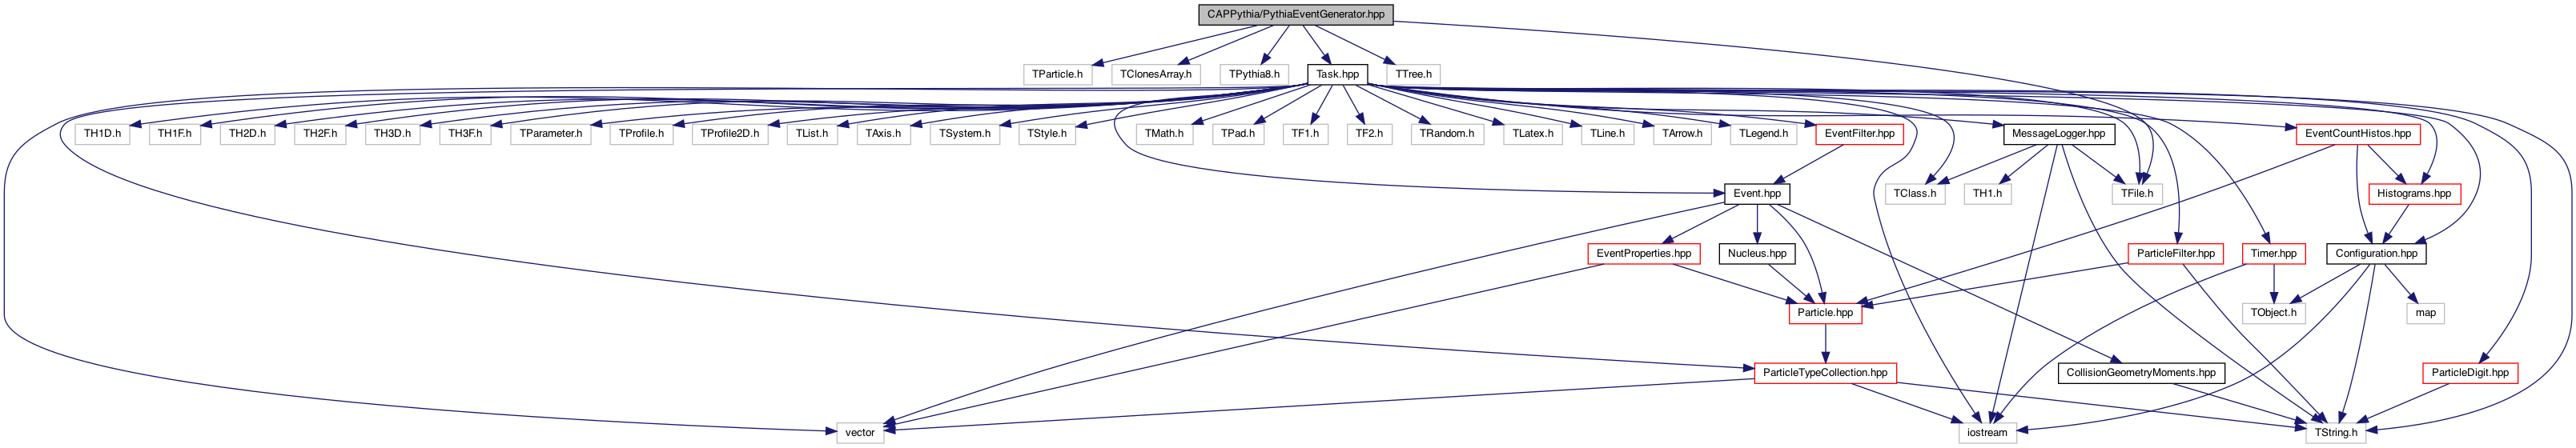 CAPPythia/PythiaEventGenerator.hpp
TParticle.h
TClonesArray.h
TPythia8.h
Task.hpp
TTree.h
TH1D.h
TH1F.h
TH2D.h
TH2F.h
TH3D.h
TH3F.h
TParameter.h
TProfile.h
TProfile2D.h
TList.h
TAxis.h
TSystem.h
TStyle.h
TMath.h
TPad.h
TF1.h
TF2.h
TRandom.h
TLatex.h
TLine.h
TArrow.h
TLegend.h
EventFilter.hpp
MessageLogger.hpp
EventCountHistos.hpp
Event.hpp
TClass.h
TH1.h
TFile.h
Histograms.hpp
EventProperties.hpp
Nucleus.hpp
ParticleFilter.hpp
Timer.hpp
Configuration.hpp
Particle.hpp
TObject.h
map
ParticleTypeCollection.hpp
CollisionGeometryMoments.hpp
ParticleDigit.hpp
vector
iostream
TString.h